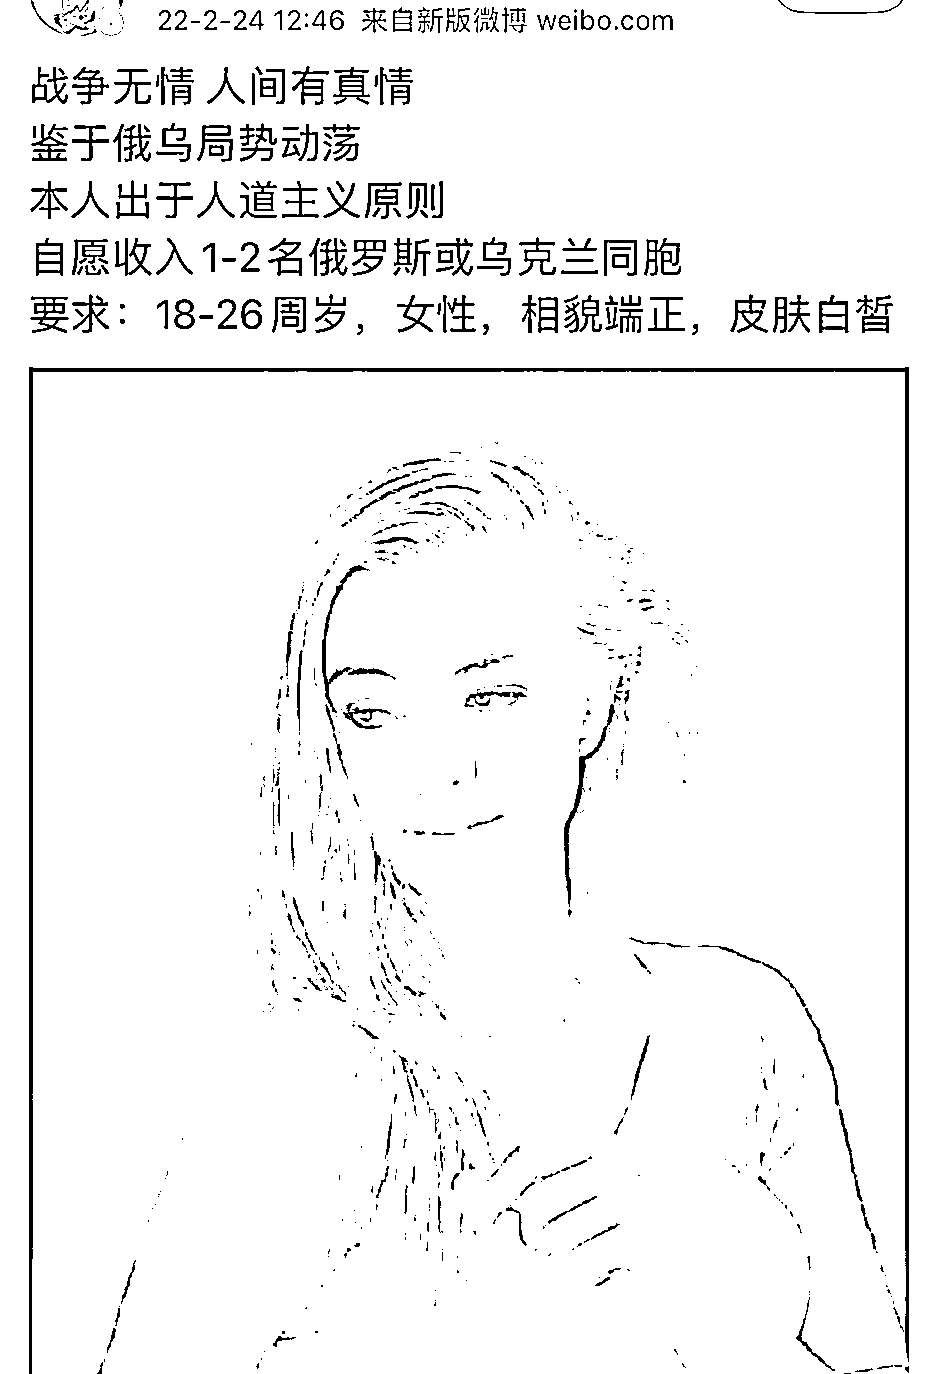 22-2-24 12:46 来自新版微博 weibo.com
战争无情 人间有真情
鉴于俄乌局势动荡
本人出于人道主义原则
自愿收入1-2名俄罗斯或乌克兰同胞
要求：18-26周岁，女性，相貌端正，皮肤白皙